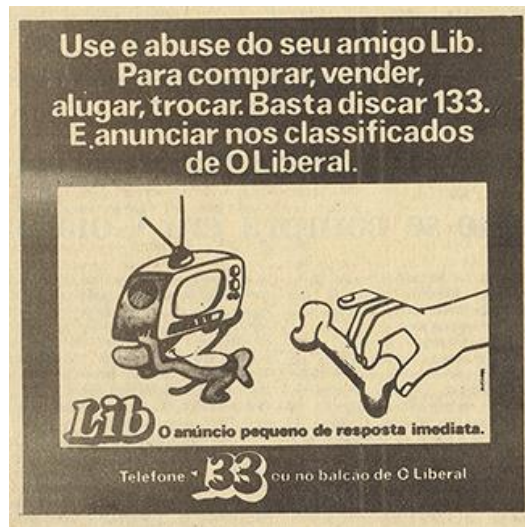 Use e abuse do seu amigo Lib.
Para comprar, vender,
alugar, trocar. Basta discar 133.
E anunciar nos classificados
de O Liberal.
Lib O anúncio pequeno de resposta imediata.
Telefone 133 ou no balcão de O Liberal